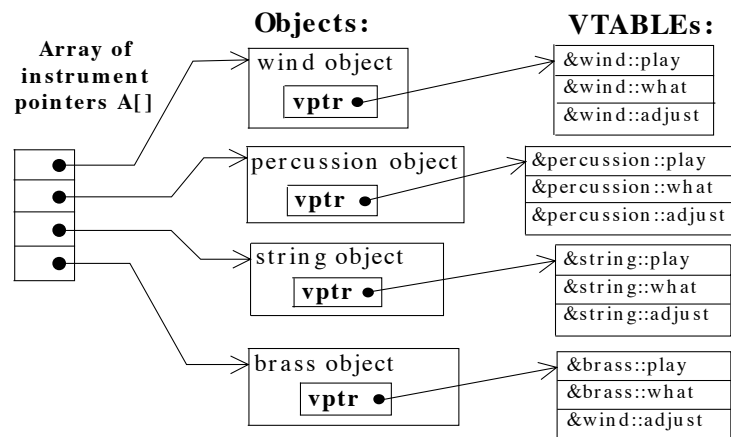 Objects:
VTABLEs:
Array of
instrument
pointers A[]
wind object
vptr
&wind::play
&wind::what
&wind::adjust
percussion object
vptr
&percussion::play
&percussion::what
&percussion::adjust
string object
vptr
&string::play
&string::what
&string::adjust
brass object
vptr
&brass::play
&brass::what
&wind::adjust